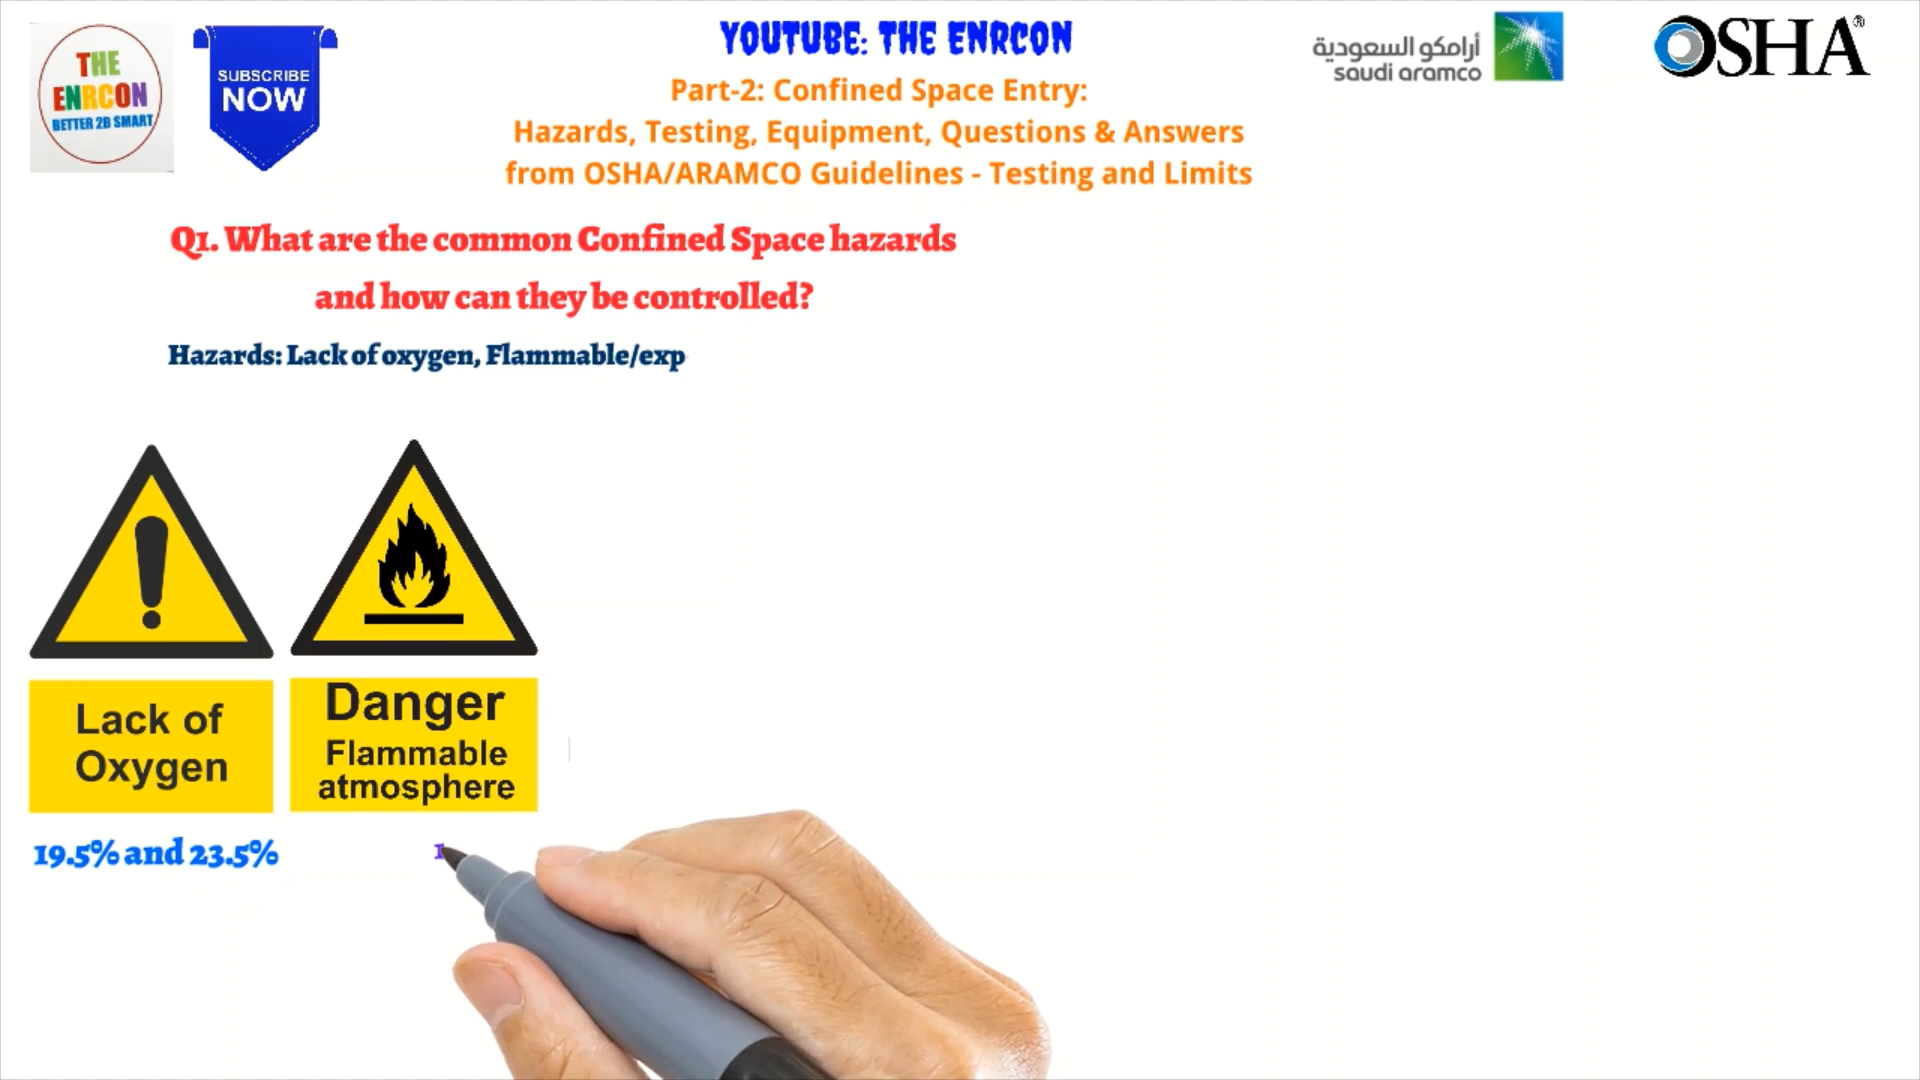 THE
ENRCON
BETTER 2B SMART
SUBSCRIBE
NOW
YOUTUBE: THE ENRCON
Part-2: Confined Space Entry:
Hazards, Testing, Equipment, Questions & Answers
from OSHA/ARAMCO Guidelines - Testing and Limits
أرامكو السعودية
saudi aramco
OSHA®
Q1. What are the common Confined Space hazards
and how can they be controlled?
Hazards: Lack of oxygen, Flammable/exp
Lack of
Oxygen
Danger
Flammable
atmosphere
19.5% and 23.5%
1